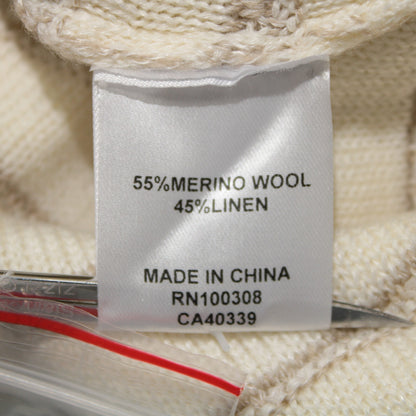 55%MERINO WOOL
45%LINEN
MADE IN CHINA
RN100308
CA40339